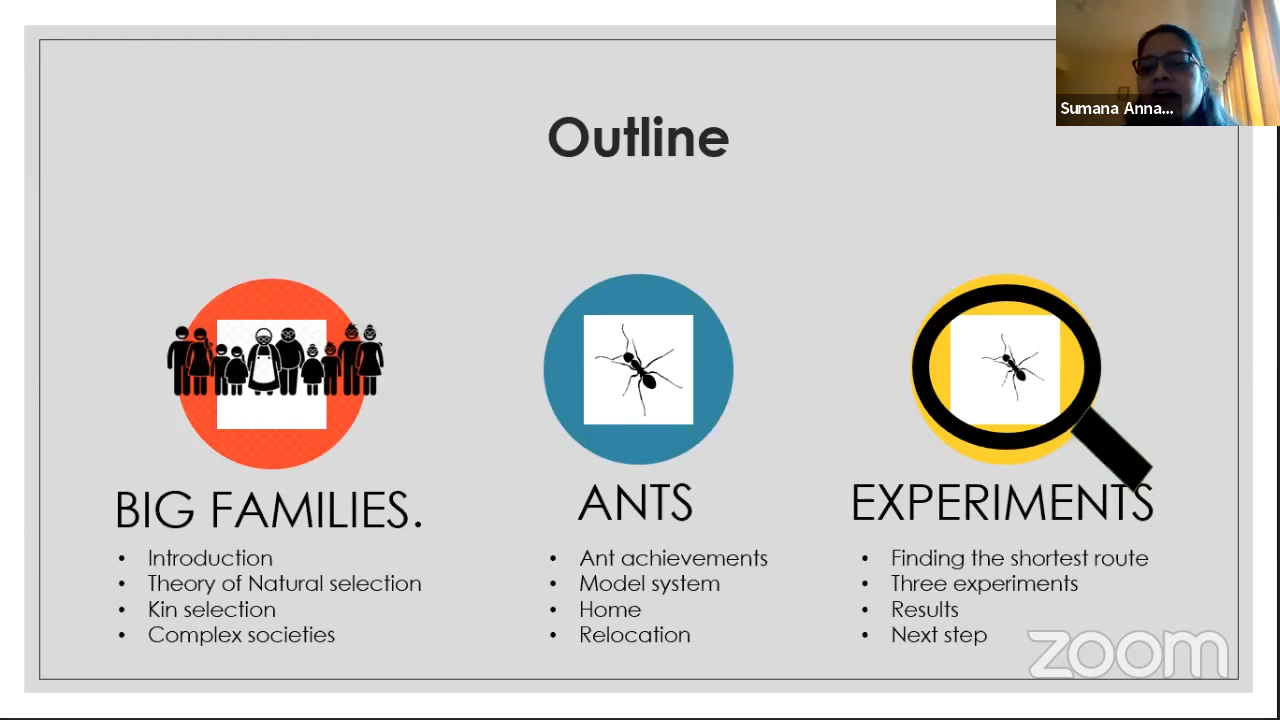 Sumana Anna...
Outline
BIG FAMILIES.
• Introduction
• Theory of Natural selection
• Kin selection
• Complex societies
ANTS
• Ant achievements
• Model system
• Home
• Relocation
EXPERIMENTS
• Finding the shortest route
• Three experiments
• Results
• Next step
zoom